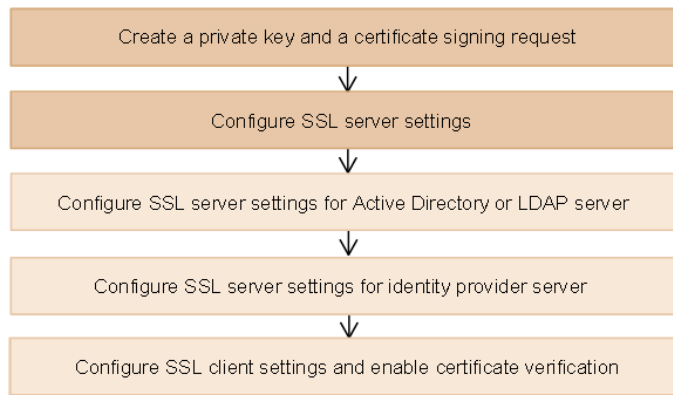 Create a private key and a certificate signing request
Configure SSL server settings
Configure SSL server settings for Active Directory or LDAP server
Configure SSL server settings for identity provider server
Configure SSL client settings and enable certificate verification